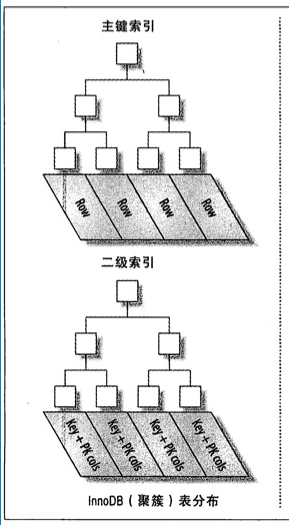 主键索引
Row Row Row Row
二级索引
Key + PK cols Key + PK cols Key + PK cols Key + PK cols
InnoDB（聚簇）表分布